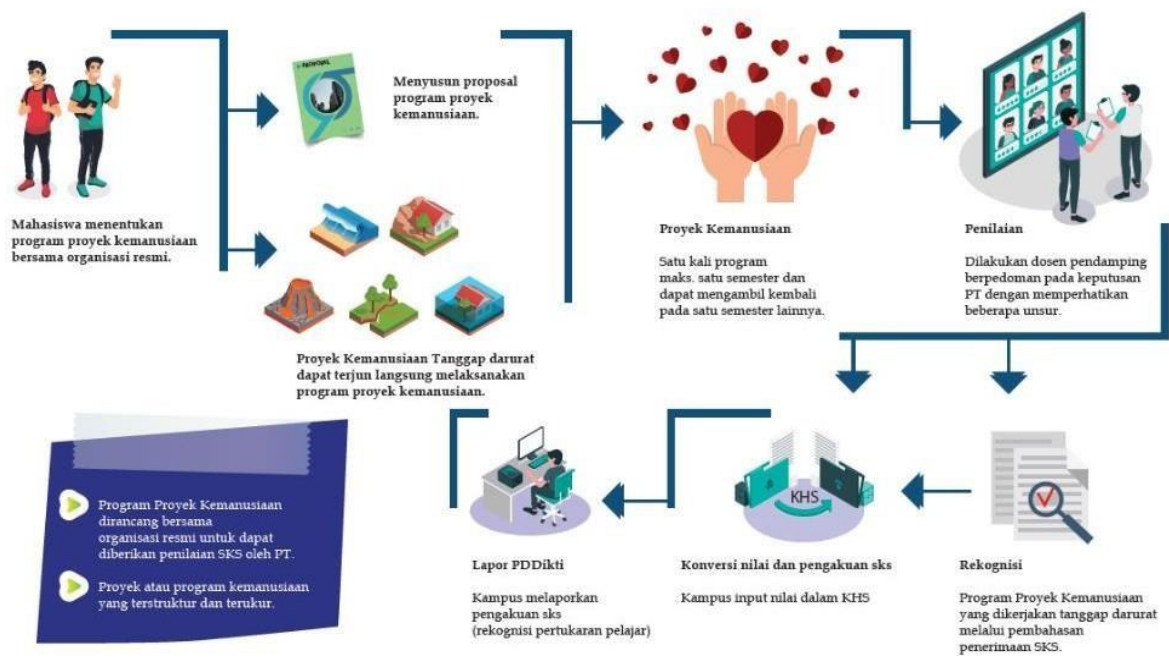 PROPOSAL
Menyusun proposal
program proyek
kemanusiaan.
Mahasiswa menentukan
program proyek kemanusiaan
bersama organisasi resmi.
Proyek Kemanusiaan Tanggap darurat
dapat terjun langsung melaksanakan
program proyek kemanusiaan.
Proyek Kemanusiaan
Satu kali program
maks. satu semester dan
dapat mengambil kembali
pada satu semester lainnya.
Penilaian
Dilakukan dosen pendamping
berpedoman pada keputusan
PT dengan memperhatikan
beberapa unsur.
Program Proyek Kemanusiaan
dirancang bersama
organisasi resmi untuk dapat
diberikan penilaian SKS oleh PT.
Proyek atau program kemanusiaan
yang terstruktur dan terukur.
Lapor PDDikti
Kampus melaporkan
pengakuan sks
(rekognisi pertukaran pelajar)
KHS
Konversi nilai dan pengakuan sks
Kampus input nilai dalam KHS
Rekognisi
Program Proyek Kemanusiaan
yang dikerjakan tanggap darurat
melalui pembahasan
penerimaan SKS.